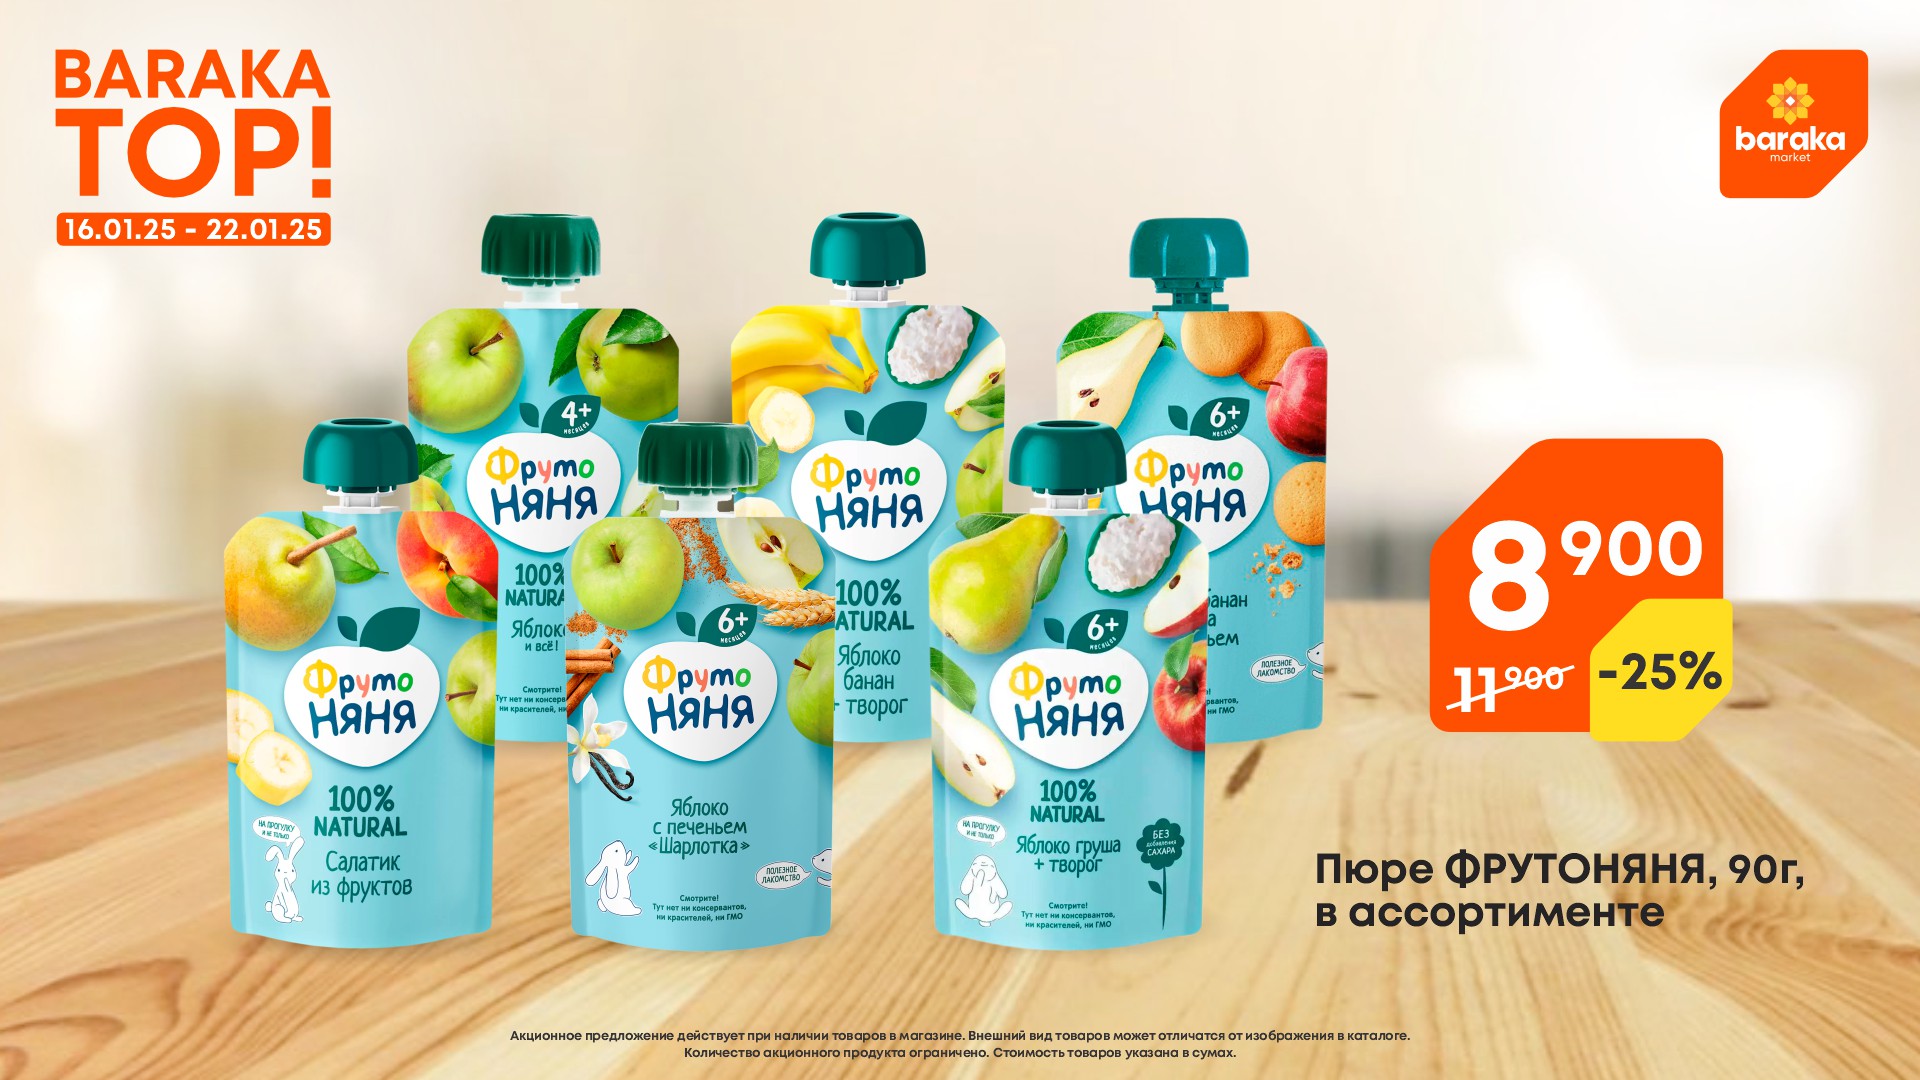 BARAKA
TOP!
16.01.25 - 22.01.25
baraka
market
4+
месяцев
Фруто
НЯНЯ
100%
Яблоко
и всё!
Смотрите!
Фруто
НЯНЯ
100%
Яблоко
банан
творог
6+
месяцев
Фруто
НЯНЯ
ПОЛЕЗНОЕ
ЛАКОМСТВО
Фруто
НЯНЯ
100%
NATURAL
НА ПРОГУЛКУ
И НЕ ТОЛЬКО
Салатик
из фруктов
6+
месяцев
Фруто
НЯНЯ
Яблоко
с печеньем
«Шарлотка»
ПОЛЕЗНОЕ
ЛАКОМСТВО
Смотрите!
Тут нет ни консервантов,
ни красителей, ни ГМО
6+
месяцев
Фруто
НЯНЯ
100%
NATURAL
НА ПРОГУЛКУ
И НЕ ТОЛЬКО
Яблоко груша
+ творог
БЕЗ
добавления
САХАРА
Смотрите!
Тут нет ни консервантов,
ни красителей, ни ГМО
8 900
11 900
-25%
Пюре ФРУТОНЯНЯ, 90г,
в ассортименте
Акционное предложение действует при наличии товаров в магазине. Внешний вид товаров может отличатся от изображения в каталоге.
Количество акционного продукта ограничено. Стоимость товаров указана в сумах.